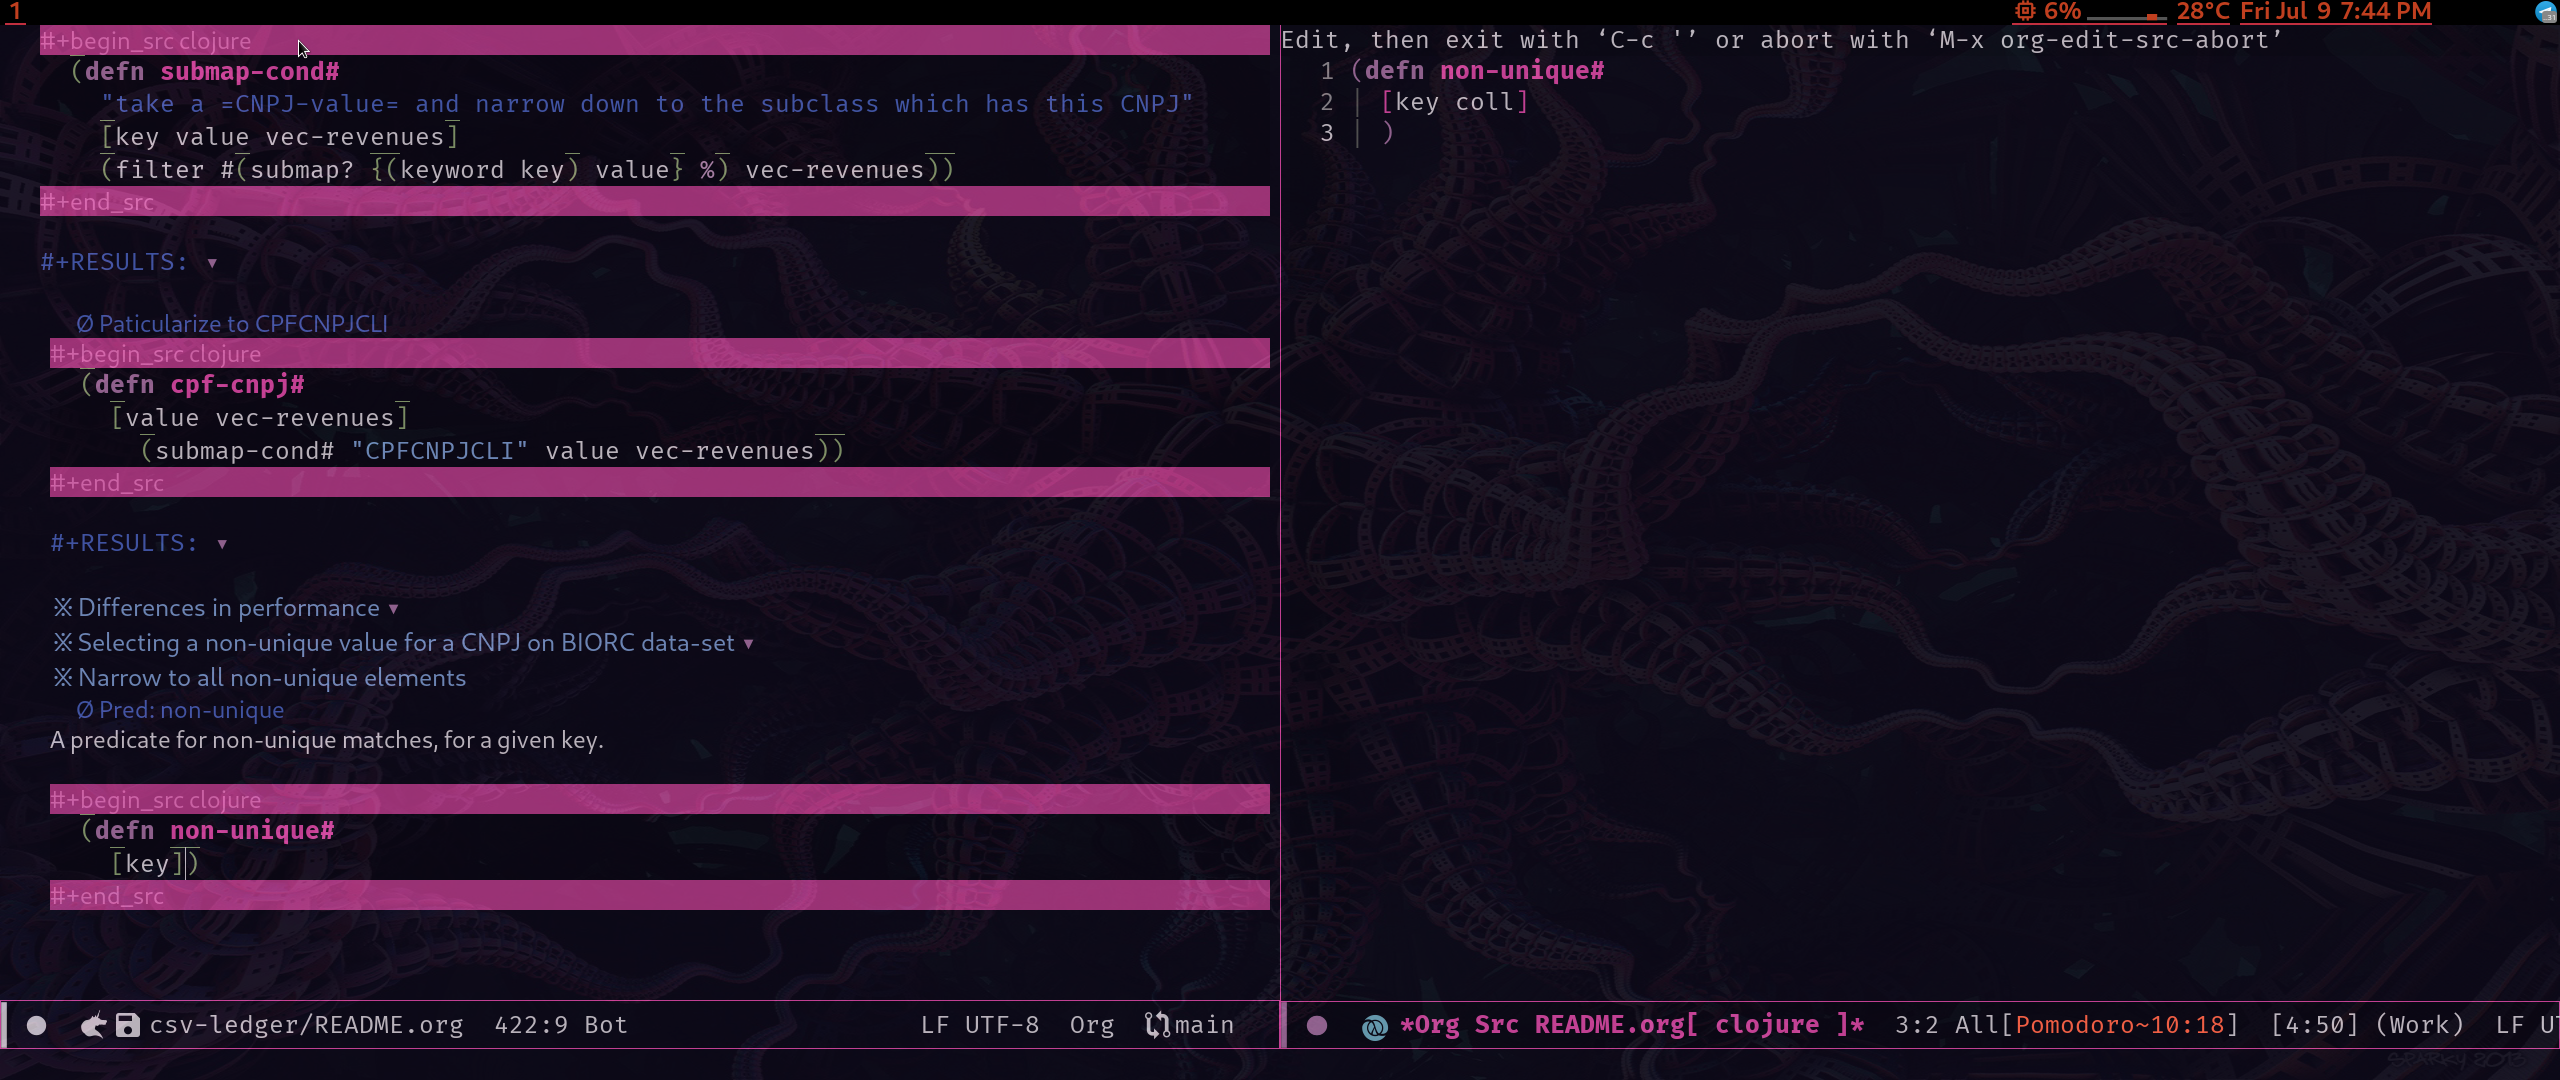 1
6% 28°C Fri Jul 9 7:44 PM
#+begin_src clojure
(defn submap-cond#
"take a =CNPJ-value= and narrow down to the subclass which has this CNPJ"
[key value vec-revenues]
(filter #(submap? {(keyword key) value} %) vec-revenues))
#+end_src
#+RESULTS: ▾
Ø Paticularize to CPFCNPJCLI
#+begin_src clojure
(defn cpf-cnpj#
[value vec-revenues]
(submap-cond# "CPFCNPJCLI" value vec-revenues))
#+end_src
#+RESULTS: ▾
※ Differences in performance ▾
※ Selecting a non-unique value for a CNPJ on BIORC data-set ▾
※ Narrow to all non-unique elements
Ø Pred: non-unique
A predicate for non-unique matches, for a given key.
#+begin_src clojure
(defn non-unique#
[key])
#+end_src
csv-ledger/README.org 422:9 Bot LF UTF-8 Org main
Edit, then exit with ‘C-c '’ or abort with ‘M-x org-edit-src-abort’
1 (defn non-unique#
2 [key coll]
3 )
*Org Src README.org[ clojure ]* 3:2 All[Pomodoro~10:18] [4:50] (Work) LF UT
SPARKY 2016